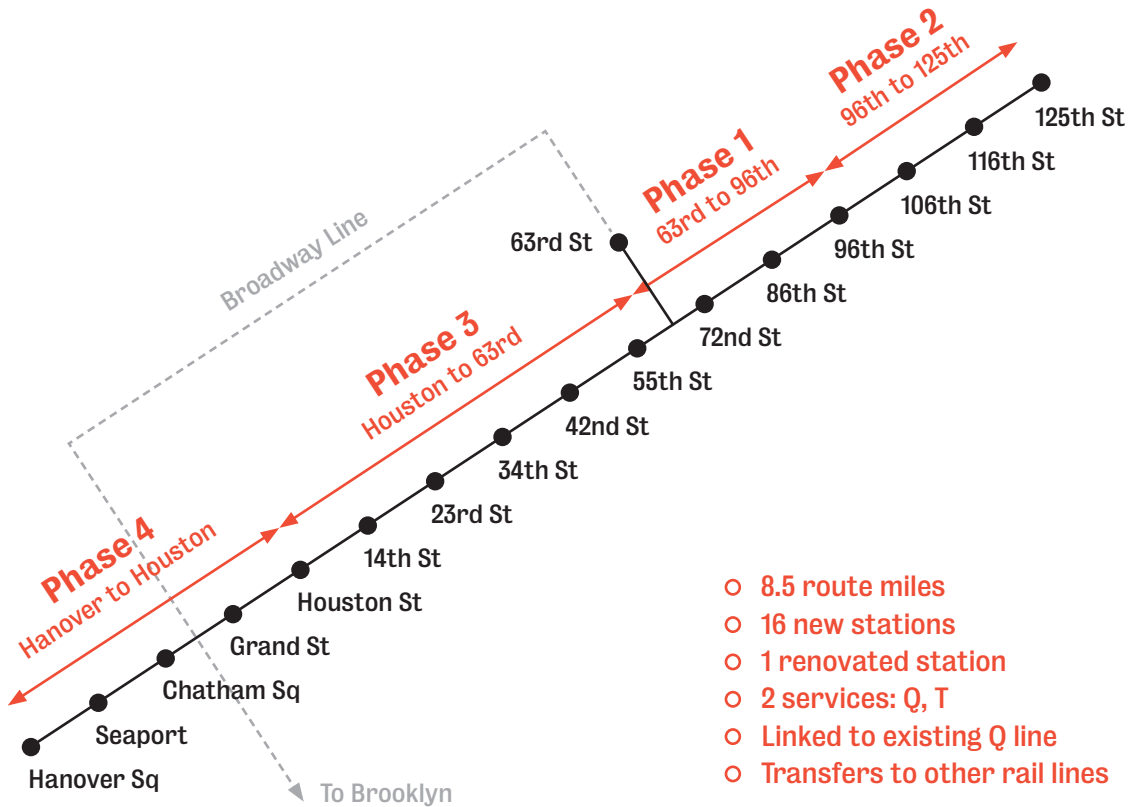 Phase 2
96th to 125th
125th St
116th St
106th St
96th St
86th St
72nd St
Phase 1
63rd to 96th
63rd St
Broadway Line
Phase 3
Houston to 63rd
55th St
42nd St
34th St
23rd St
14th St
Houston St
Phase 4
Hanover to Houston
Grand St
Chatham Sq
Seaport
Hanover Sq
To Brooklyn
8.5 route miles
16 new stations
1 renovated station
2 services: Q, T
Linked to existing Q line
Transfers to other rail lines